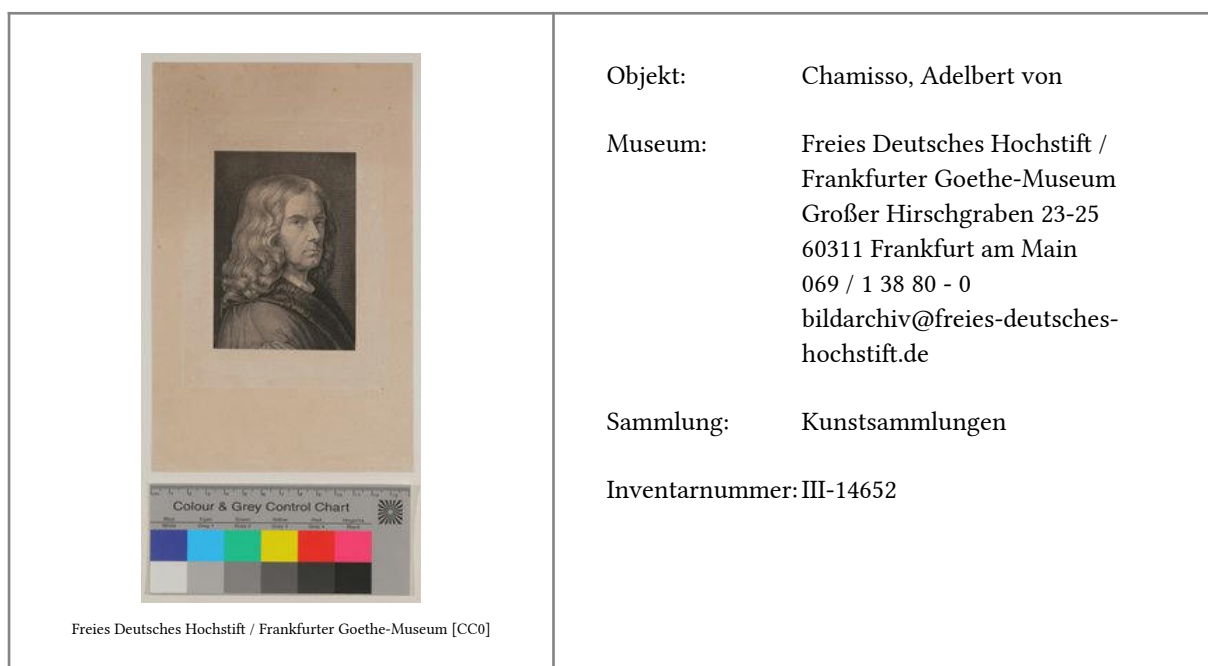 Colour & Grey Control Chart
Freies Deutsches Hochstift / Frankfurter Goethe-Museum [CC0]
Objekt: Chamisso, Adelbert von
Museum: Freies Deutsches Hochstift /
Frankfurter Goethe-Museum
Großer Hirschgraben 23-25
60311 Frankfurt am Main
069 / 1 38 80 - 0
bildarchiv@freies-deutsches-
hochstift.de
Sammlung: Kunstsammlungen
Inventarnummer: III-14652